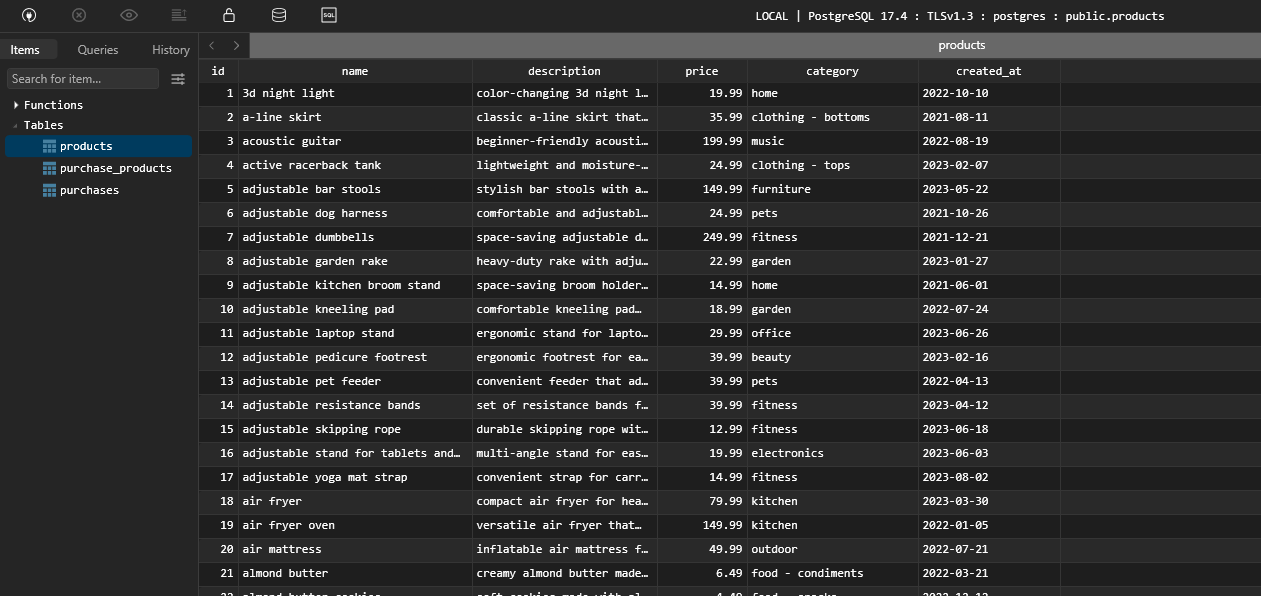 SQL
LOCAL | PostgreSQL 17.4 : TLSv1.3 : postgres : public.products
Items Queries History
products
Search for item...
Functions
Tables
products
purchase_products
purchases
id name description price category created_at
1 3d night light color-changing 3d night l… 19.99 home 2022-10-10
2 a-line skirt classic a-line skirt that… 35.99 clothing - bottoms 2021-08-11
3 acoustic guitar beginner-friendly acousti… 199.99 music 2022-08-19
4 active racerback tank lightweight and moisture-… 24.99 clothing - tops 2023-02-07
5 adjustable bar stools stylish bar stools with a… 149.99 furniture 2023-05-22
6 adjustable dog harness comfortable and adjustabl… 24.99 pets 2021-10-26
7 adjustable dumbbells space-saving adjustable d… 249.99 fitness 2021-12-21
8 adjustable garden rake heavy-duty rake with adju… 22.99 garden 2023-01-27
9 adjustable kitchen broom stand space-saving broom holder… 14.99 home 2021-06-01
10 adjustable kneeling pad comfortable kneeling pad… 18.99 garden 2022-07-24
11 adjustable laptop stand ergonomic stand for lapto… 29.99 office 2023-06-26
12 adjustable pedicure footrest ergonomic footrest for ea… 39.99 beauty 2023-02-16
13 adjustable pet feeder convenient feeder that ad… 39.99 pets 2022-04-13
14 adjustable resistance bands set of resistance bands f… 39.99 fitness 2023-04-12
15 adjustable skipping rope durable skipping rope wit… 12.99 fitness 2023-06-18
16 adjustable stand for tablets and… multi-angle stand for eas… 19.99 electronics 2023-06-03
17 adjustable yoga mat strap convenient strap for carr… 14.99 fitness 2023-08-02
18 air fryer compact air fryer for hea… 79.99 kitchen 2023-03-30
19 air fryer oven versatile air fryer that… 149.99 kitchen 2022-01-05
20 air mattress inflatable air mattress f… 49.99 outdoor 2022-07-21
21 almond butter creamy almond butter made… 6.49 food - condiments 2022-03-21